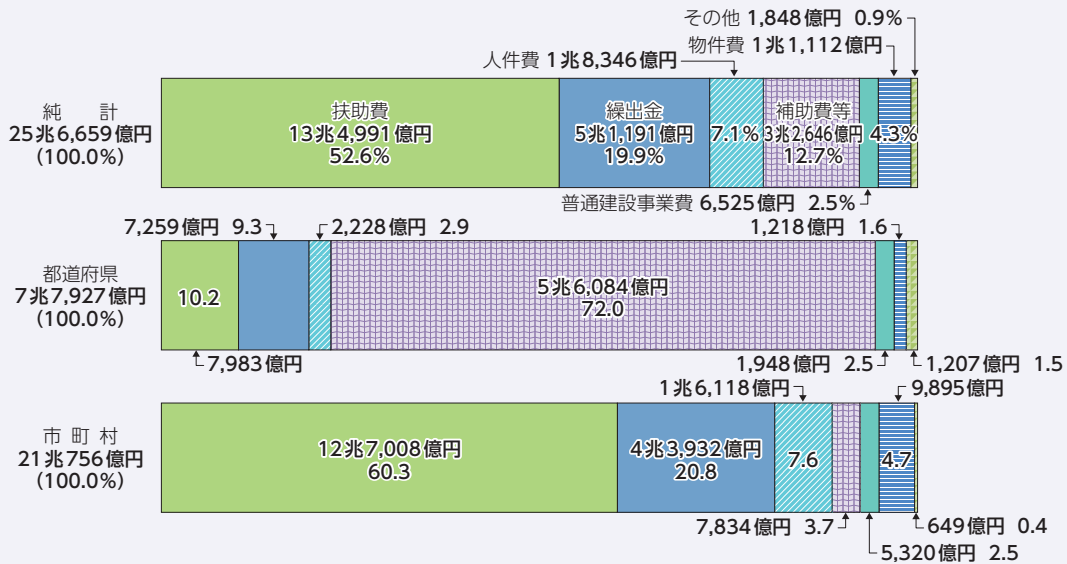 その他 1,848億円 0.9%
人件費 1兆8,346億円
物件費 1兆1,112億円
純計
25兆6,659億円
(100.0%)
扶助費
13兆4,991億円
52.6%
繰出金
5兆1,191億円
19.9%
7.1%
補助費等
3兆2,646億円
12.7%
4.3%
普通建設事業費 6,525億円 2.5%
7,259億円 9.3
2,228億円 2.9
1,218億円 1.6
都道府県
7兆7,927億円
(100.0%)
10.2
5兆6,084億円
72.0
7,983億円
1,948億円 2.5
1,207億円 1.5
1兆6,118億円
9,895億円
市町村
21兆756億円
(100.0%)
12兆7,008億円
60.3
4兆3,932億円
20.8
7.6
4.7
7,834億円 3.7
649億円 0.4
5,320億円 2.5